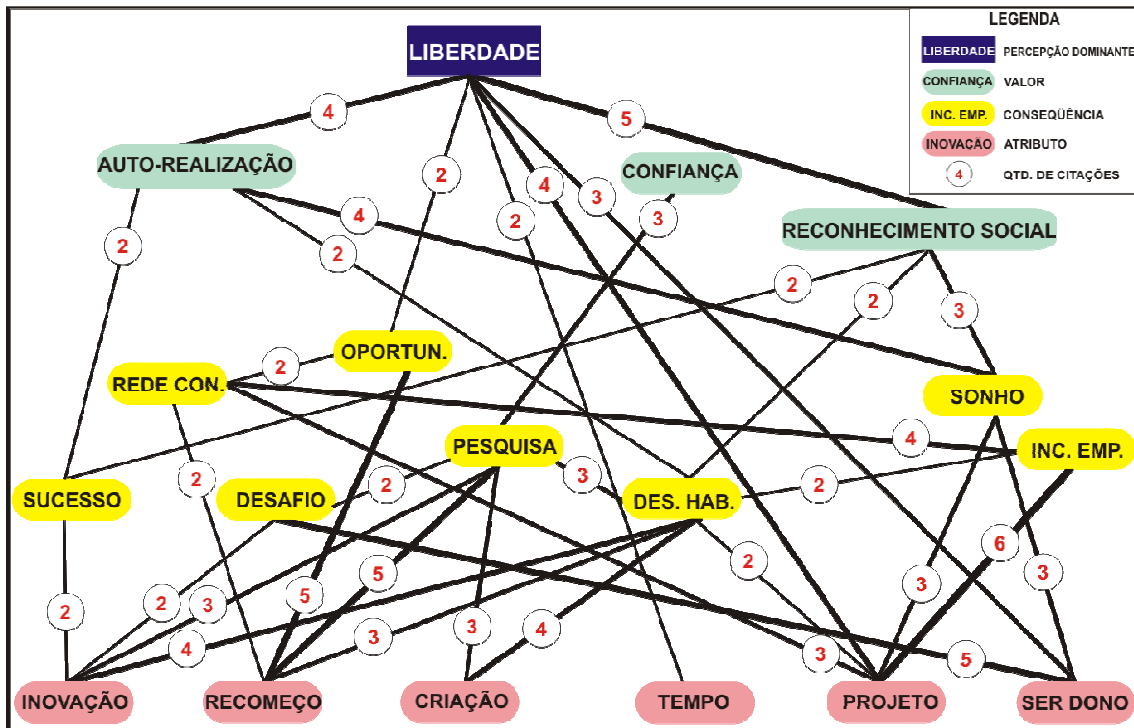 LIBERDADE
LEGENDA
LIBERDADE PERCEPÇÃO DOMINANTE
CONFIANÇA VALOR
INC. EMP. CONSEQÜÊNCIA
INOVAÇÃO ATRIBUTO
4 QTD. DE CITAÇÕES
4
5
AUTO-REALIZAÇÃO
2
CONFIANÇA
4
3
4
2
3
RECONHECIMENTO SOCIAL
2
2
2
2
3
OPORTUN.
2
REDE CON.
SONHO
4
PESQUISA
INC. EMP.
2
2
3
2
SUCESSO
DESAFIO
DES. HAB.
6
2
5
3
3
2
2
3
5
3
4
4
3
3
5
INOVAÇÃO
RECOMEÇO
CRIAÇÃO
TEMPO
PROJETO
SER DONO